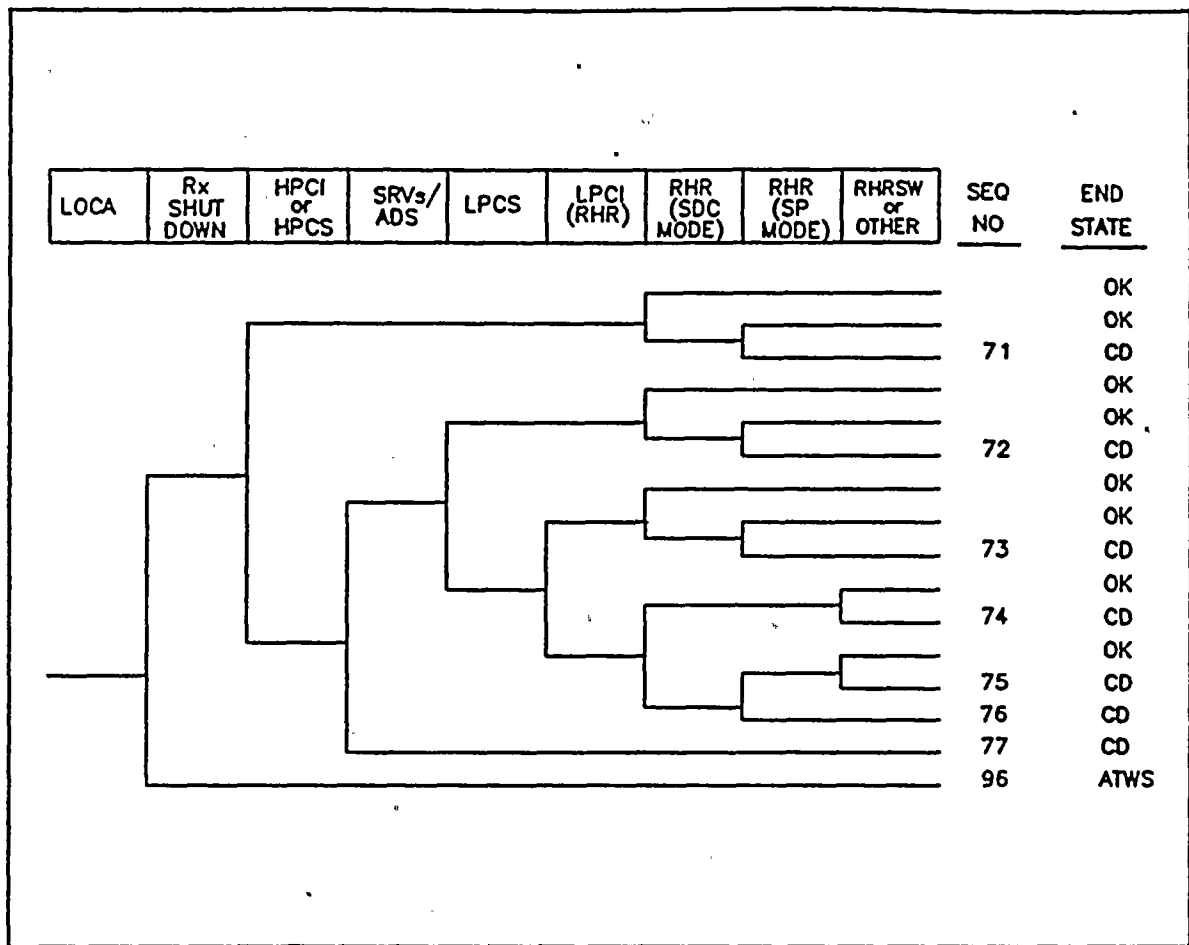 LOCA
Rx
SHUT
DOWN
HPCI
or
HPCS
SRVs/
ADS
LPCS
LPCI
(RHR)
RHR
(SDC
MODE)
RHR
(SP
MODE)
RHRSW
or
OTHER
SEQ
NO
END
STATE
OK
OK
71 CD
OK
OK
72 CD
OK
OK
73 CD
OK
74 CD
OK
75 CD
76 CD
77 CD
96 ATWS